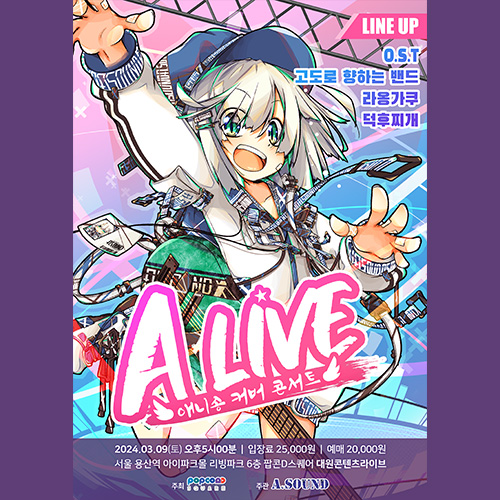 LINE UP
O.S.T
고도로 향하는 밴드
라옹가쿠
덕후찌개
A LIVE
애니송 커버 콘서트
2024.03.09(토) 오후5시00분 | 입장료 25,000원 | 예매 20,000원
서울 용산역 아이파크몰 리빙파크 6층 팝콘D스퀘어 대원콘텐츠라이브
주최 popcorn D 주관 A.SOUND